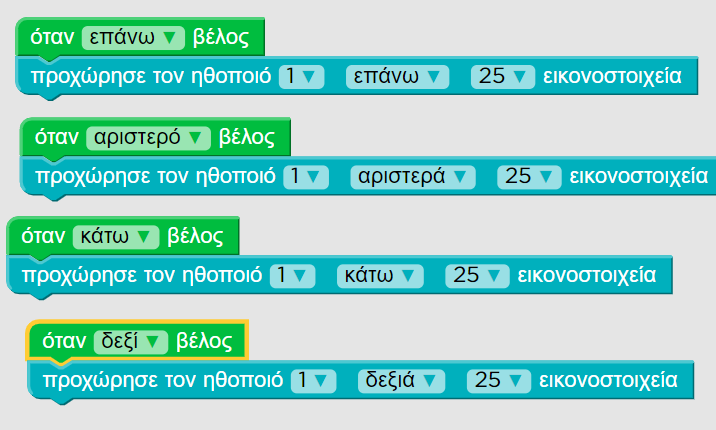 όταν επάνω ▼ βέλος
προχώρησε τον ηθοποιό 1 ▼ επάνω ▼ 25 ▼ εικονοστοιχεία
όταν αριστερό ▼ βέλος
προχώρησε τον ηθοποιό 1 ▼ αριστερά ▼ 25 ▼ εικονοστοιχεία
όταν κάτω ▼ βέλος
προχώρησε τον ηθοποιό 1 ▼ κάτω ▼ 25 ▼ εικονοστοιχεία
όταν δεξί ▼ βέλος
προχώρησε τον ηθοποιό 1 ▼ δεξιά ▼ 25 ▼ εικονοστοιχεία